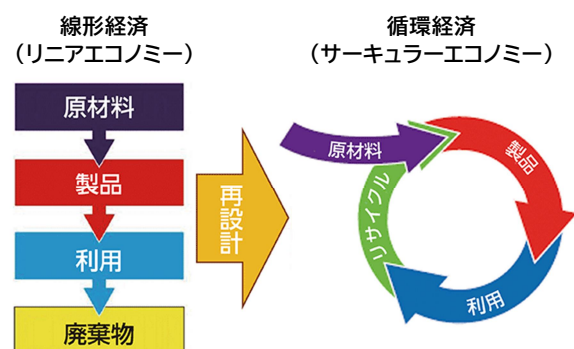 線形経済
（リニアエコノミー）
原材料
製品
利用
廃棄物
再設計
循環経済
（サーキュラーエコノミー）
原材料
製品
利用
リサイクル